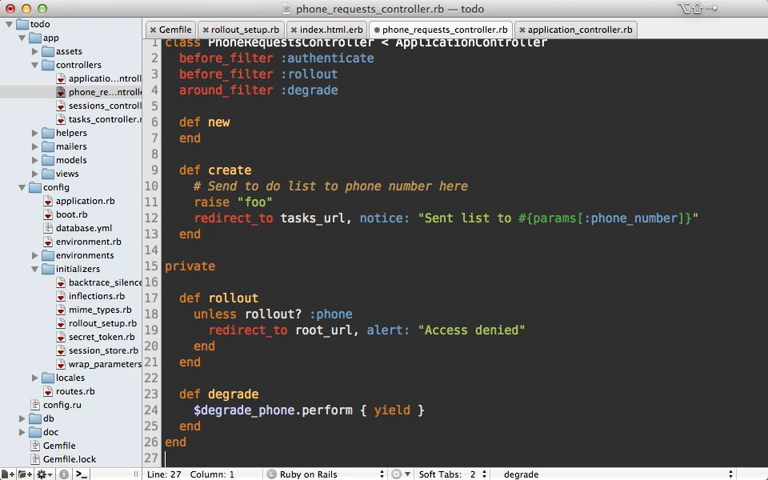 phone_requests_controller.rb — todo
Gemfile
rollout_setup.rb
index.html.erb
phone_requests_controller.rb
application_controller.rb
todo
app
assets
controllers
applicatio...ntroll
phone_re...ntrolle
sessions_controll
tasks_controller.r
helpers
mailers
models
views
config
application.rb
boot.rb
database.yml
environment.rb
environments
initializers
backtrace_silence
inflections.rb
mime_types.rb
rollout_setup.rb
secret_token.rb
session_store.rb
wrap_parameters
locales
routes.rb
config.ru
db
doc
Gemfile
Gemfile.lock
1 class PhoneRequestsController < ApplicationController
2 before_filter :authenticate
3 before_filter :rollout
4 around_filter :degrade
5
6 def new
7 end
8
9 def create
10 # Send to do list to phone number here
11 raise "foo"
12 redirect_to tasks_url, notice: "Sent list to #{params[:phone_number]}"
13 end
14
15 private
16
17 def rollout
18 unless rollout? :phone
19 redirect_to root_url, alert: "Access denied"
20 end
21 end
22
23 def degrade
24 $degrade_phone.perform { yield }
25 end
26 end
27
Line: 27 Column: 1
Ruby on Rails
Soft Tabs: 2
degrade